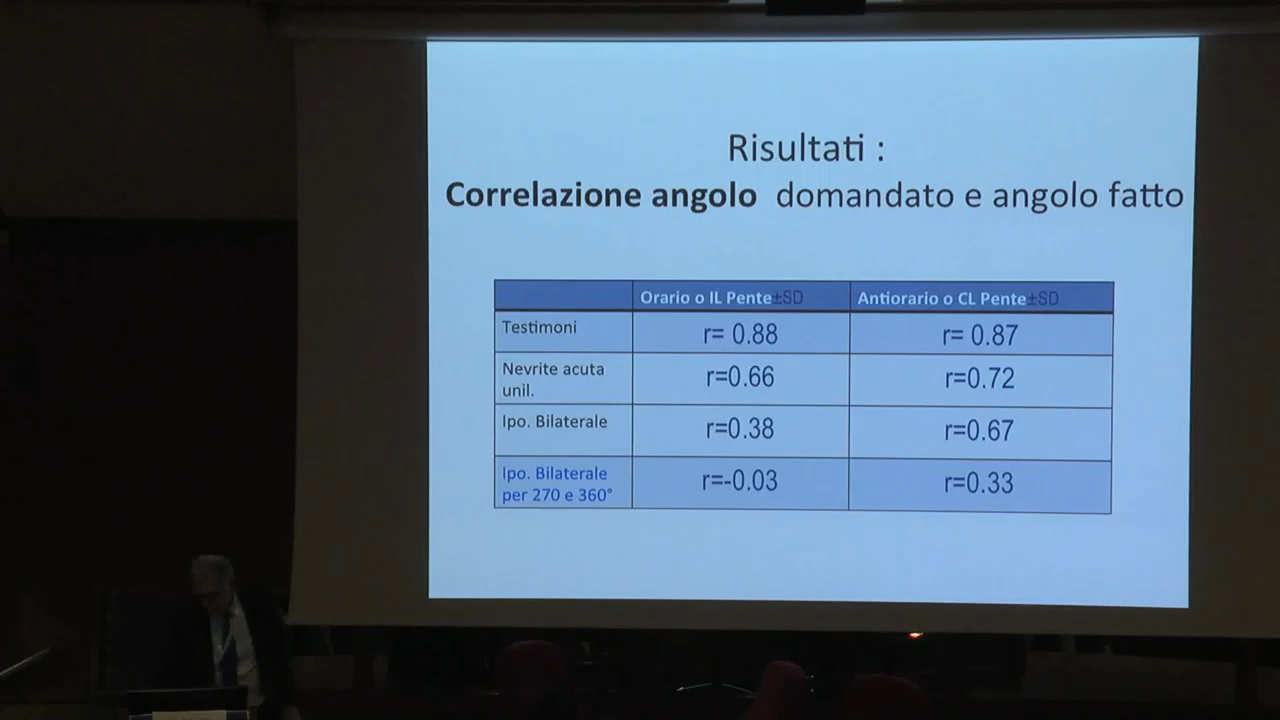 Risultati :
Correlazione angolo domandato e angolo fatto
Orario o IL Pente±SD Antiorario o CL Pente±SD
Testimoni r= 0.88 r= 0.87
Nevrite acuta
unil. r=0.66 r=0.72
Ipo. Bilaterale r=0.38 r=0.67
Ipo. Bilaterale
per 270 e 360° r=-0.03 r=0.33